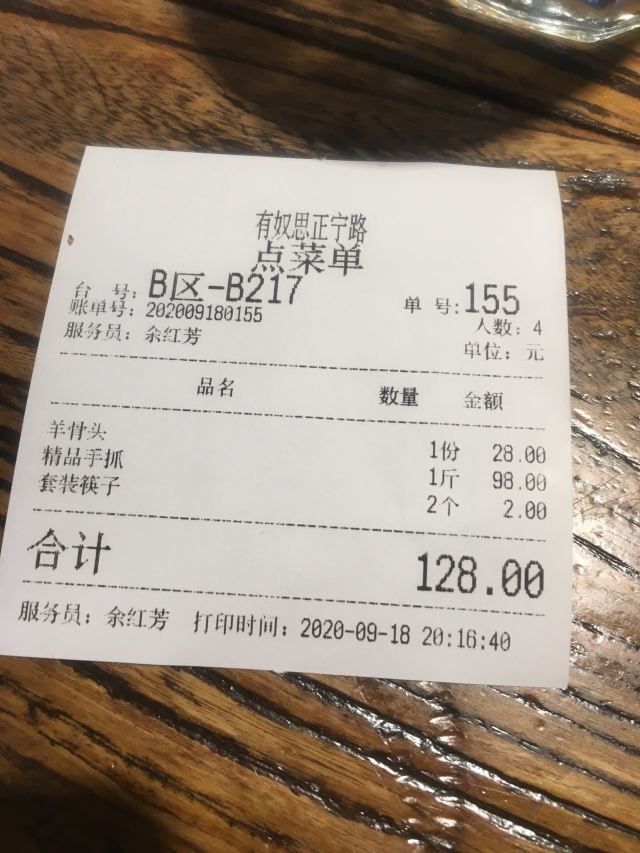 有奴思正宁路
点菜单
台 号: B区-B217 单 号: 155
账单号: 202009180155 人数: 4
服务员: 余红芳 单位: 元
品名 数量 金额
羊骨头 1份 28.00
精品手抓 1斤 98.00
套装筷子 2个 2.00
合计 128.00
服务员: 余红芳 打印时间: 2020-09-18 20:16:40